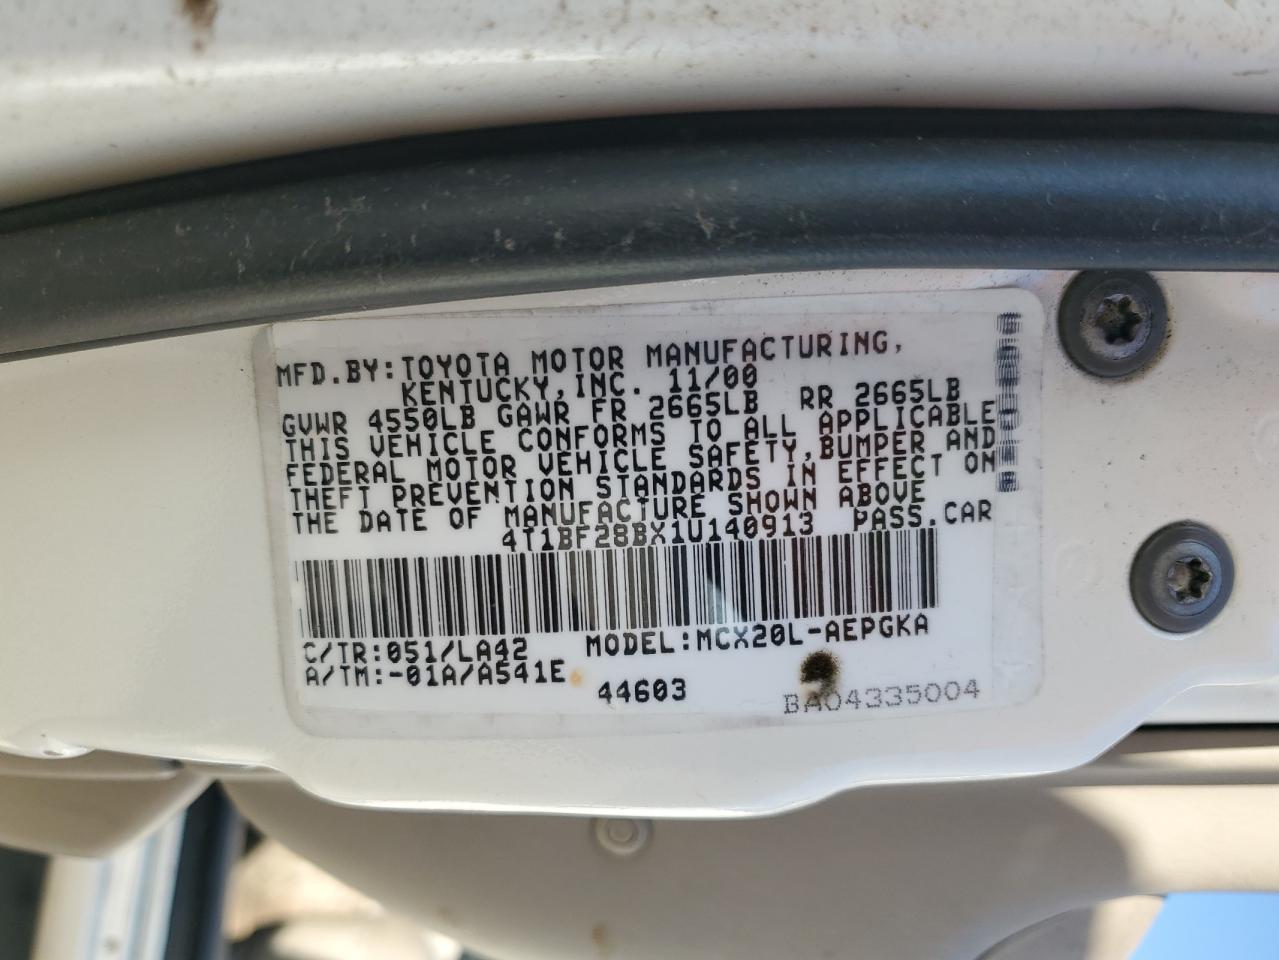 MFD.BY:TOYOTA MOTOR MANUFACTURING,
KENTUCKY,INC. 11/00
GVWR 4550LB GAWR FR 2665LB RR 2665LB
THIS VEHICLE CONFORMS TO ALL APPLICABLE
FEDERAL MOTOR VEHICLE SAFETY,BUMPER AND
THEFT PREVENTION STANDARDS IN EFFECT ON
THE DATE OF MANUFACTURE SHOWN ABOVE
4T1BF28BX1U140913 PASS.CAR
C/TR:051/LA42 MODEL:MCX20L-AEPGKA
A/TM:-01A/A541E
44603 BA04335004